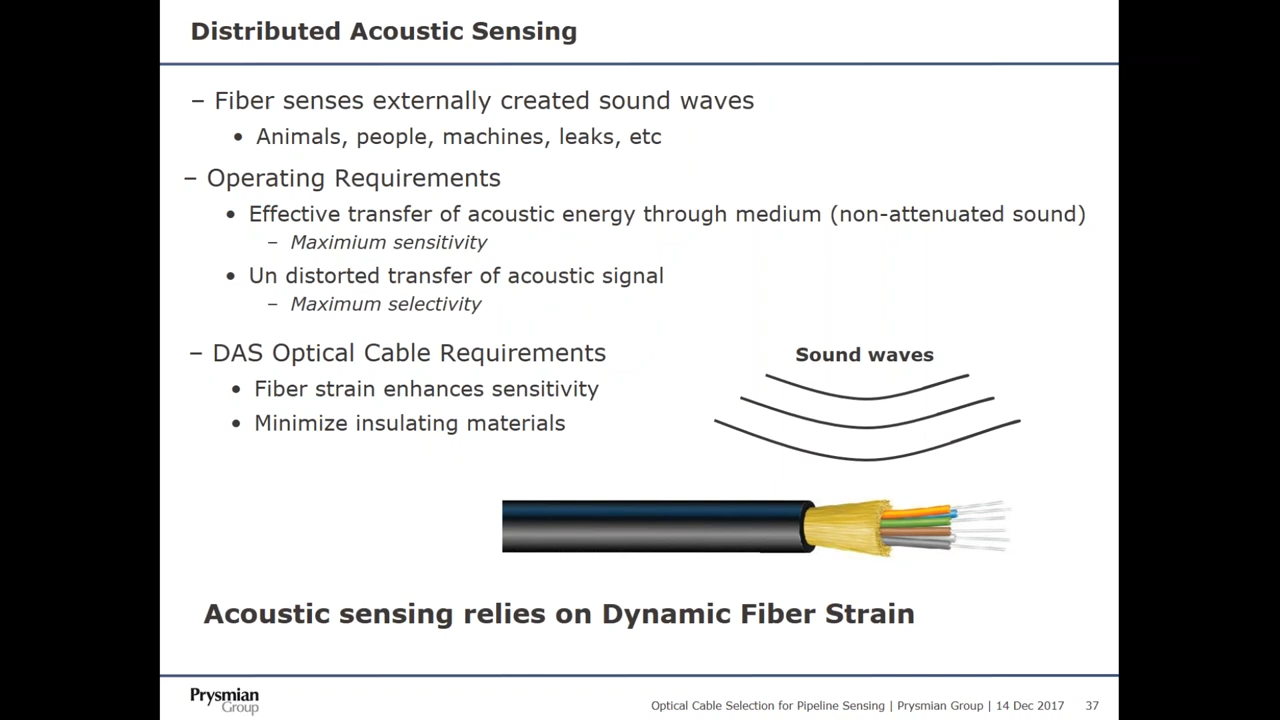 Distributed Acoustic Sensing
– Fiber senses externally created sound waves
• Animals, people, machines, leaks, etc
– Operating Requirements
• Effective transfer of acoustic energy through medium (non-attenuated sound)
– Maximium sensitivity
• Un distorted transfer of acoustic signal
– Maximum selectivity
– DAS Optical Cable Requirements
• Fiber strain enhances sensitivity
• Minimize insulating materials
Sound waves
Acoustic sensing relies on Dynamic Fiber Strain
Prysmian
Group
Optical Cable Selection for Pipeline Sensing | Prysmian Group | 14 Dec 2017 37